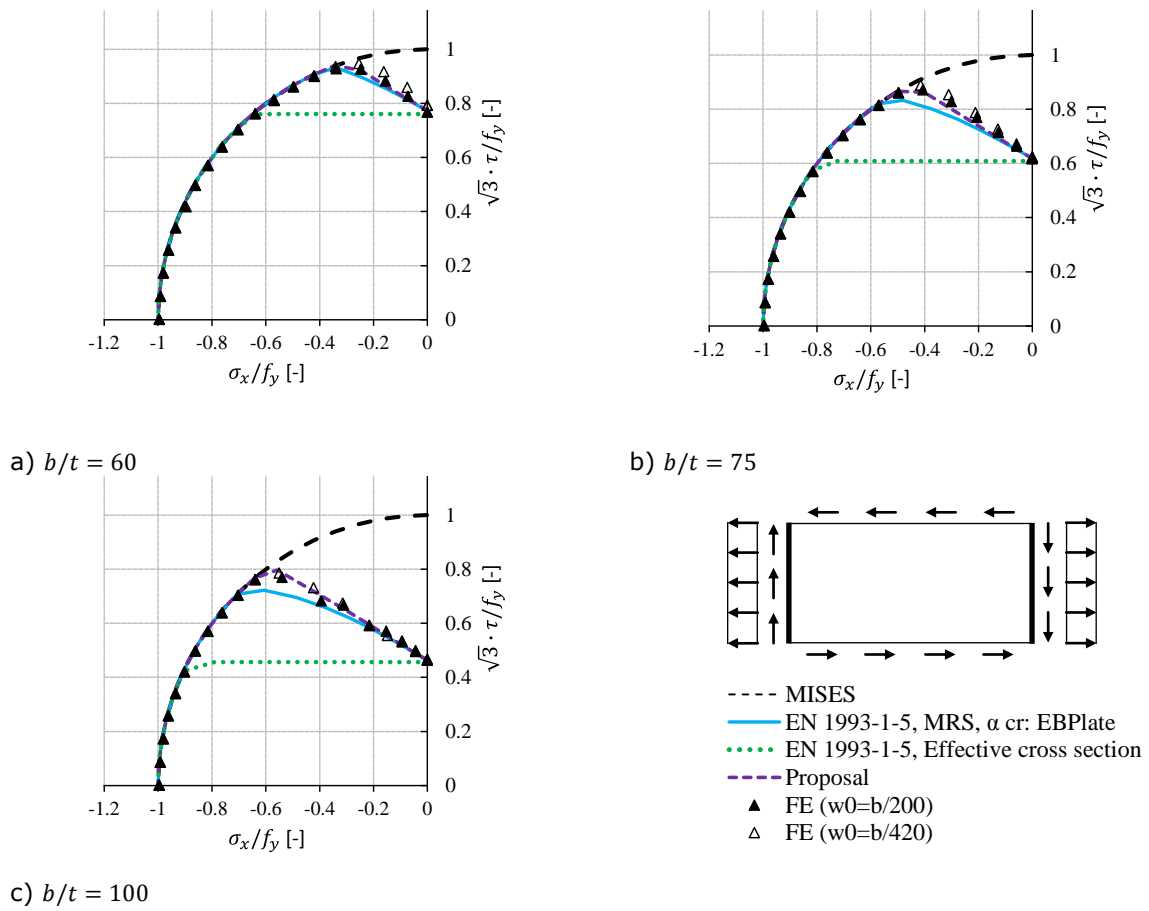 1
0.8
0.6
0.4
0.2
0
√3 · τ/f_y [-]
-1.2 -1 -0.8 -0.6 -0.4 -0.2 0
σ_x/f_y [-]
a) b/t = 60
1
0.8
0.6
0.4
0.2
0
√3 · τ/f_y [-]
-1.2 -1 -0.8 -0.6 -0.4 -0.2 0
σ_x/f_y [-]
b) b/t = 75
1
0.8
0.6
0.4
0.2
0
√3 · τ/f_y [-]
-1.2 -1 -0.8 -0.6 -0.4 -0.2 0
σ_x/f_y [-]
c) b/t = 100
MISES
EN 1993-1-5, MRS, α cr: EBPlate
EN 1993-1-5, Effective cross section
Proposal
FE (w0=b/200)
FE (w0=b/420)